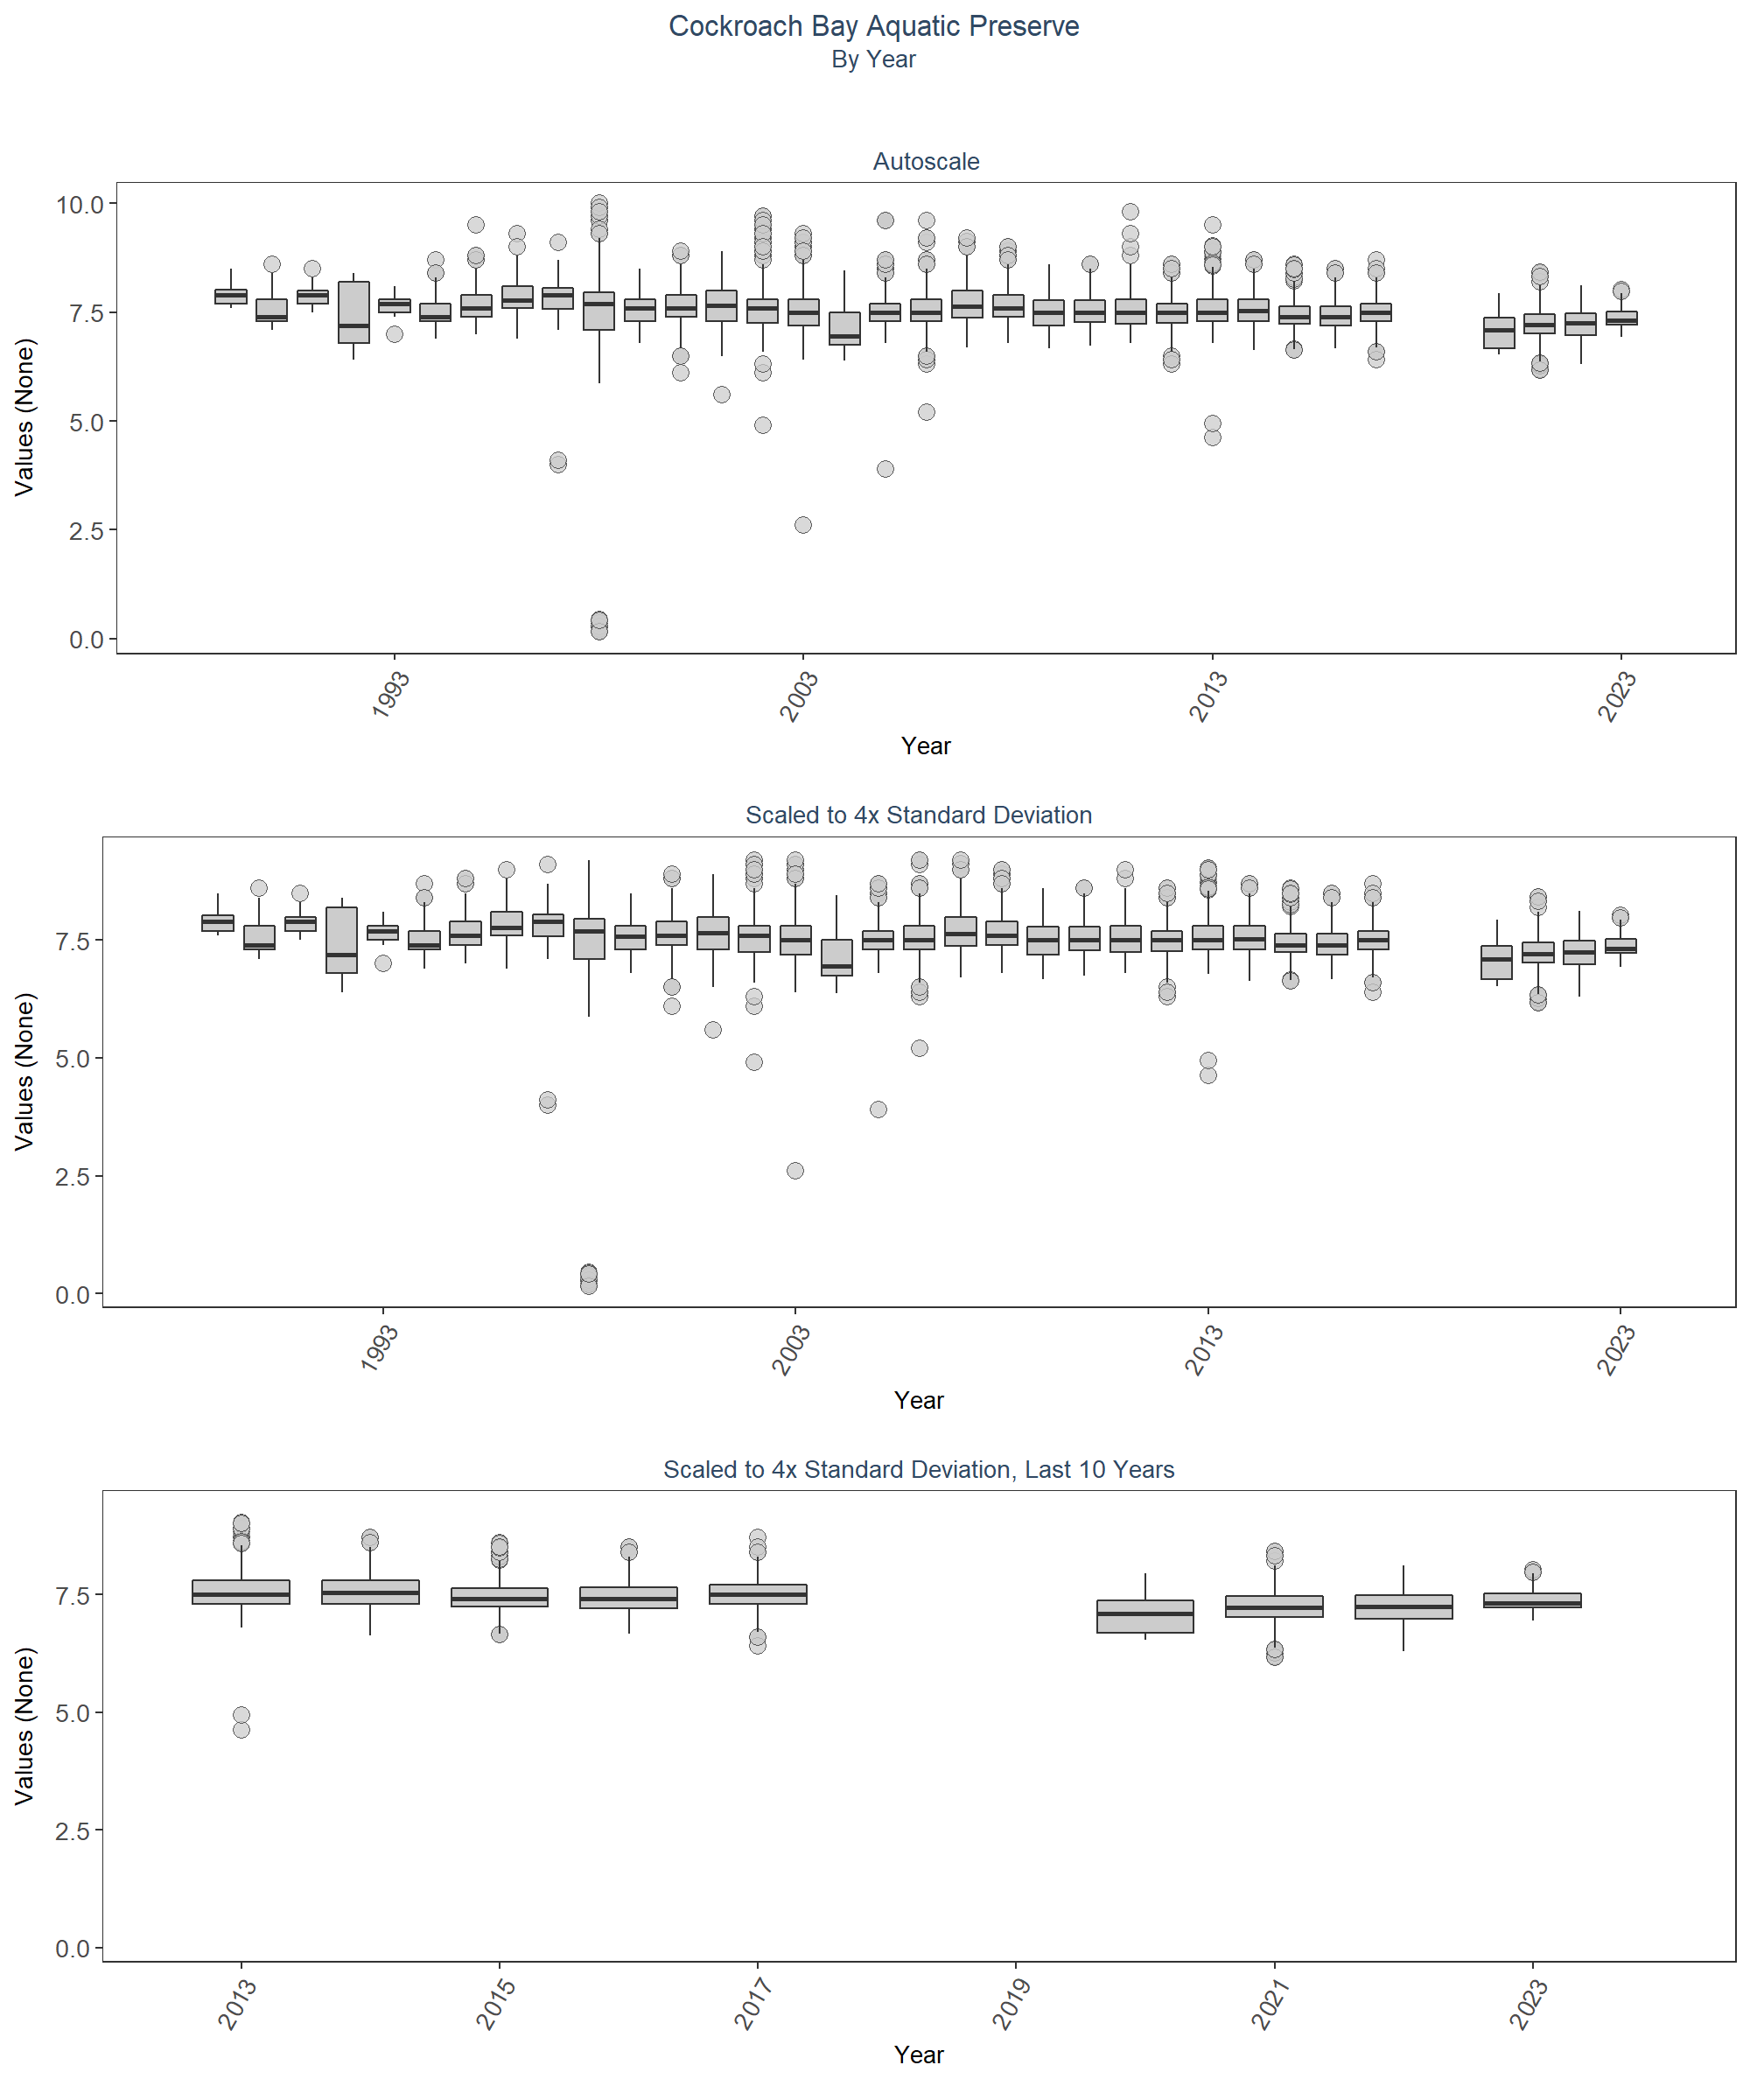 Cockroach Bay Aquatic Preserve
By Year
Autoscale
Values (None)
10.0
7.5
5.0
2.5
0.0
1993
2003
2013
2023
Year
Scaled to 4x Standard Deviation
Values (None)
7.5
5.0
2.5
0.0
1993
2003
2013
2023
Year
Scaled to 4x Standard Deviation, Last 10 Years
Values (None)
7.5
5.0
2.5
0.0
2013
2015
2017
2019
2021
2023
Year